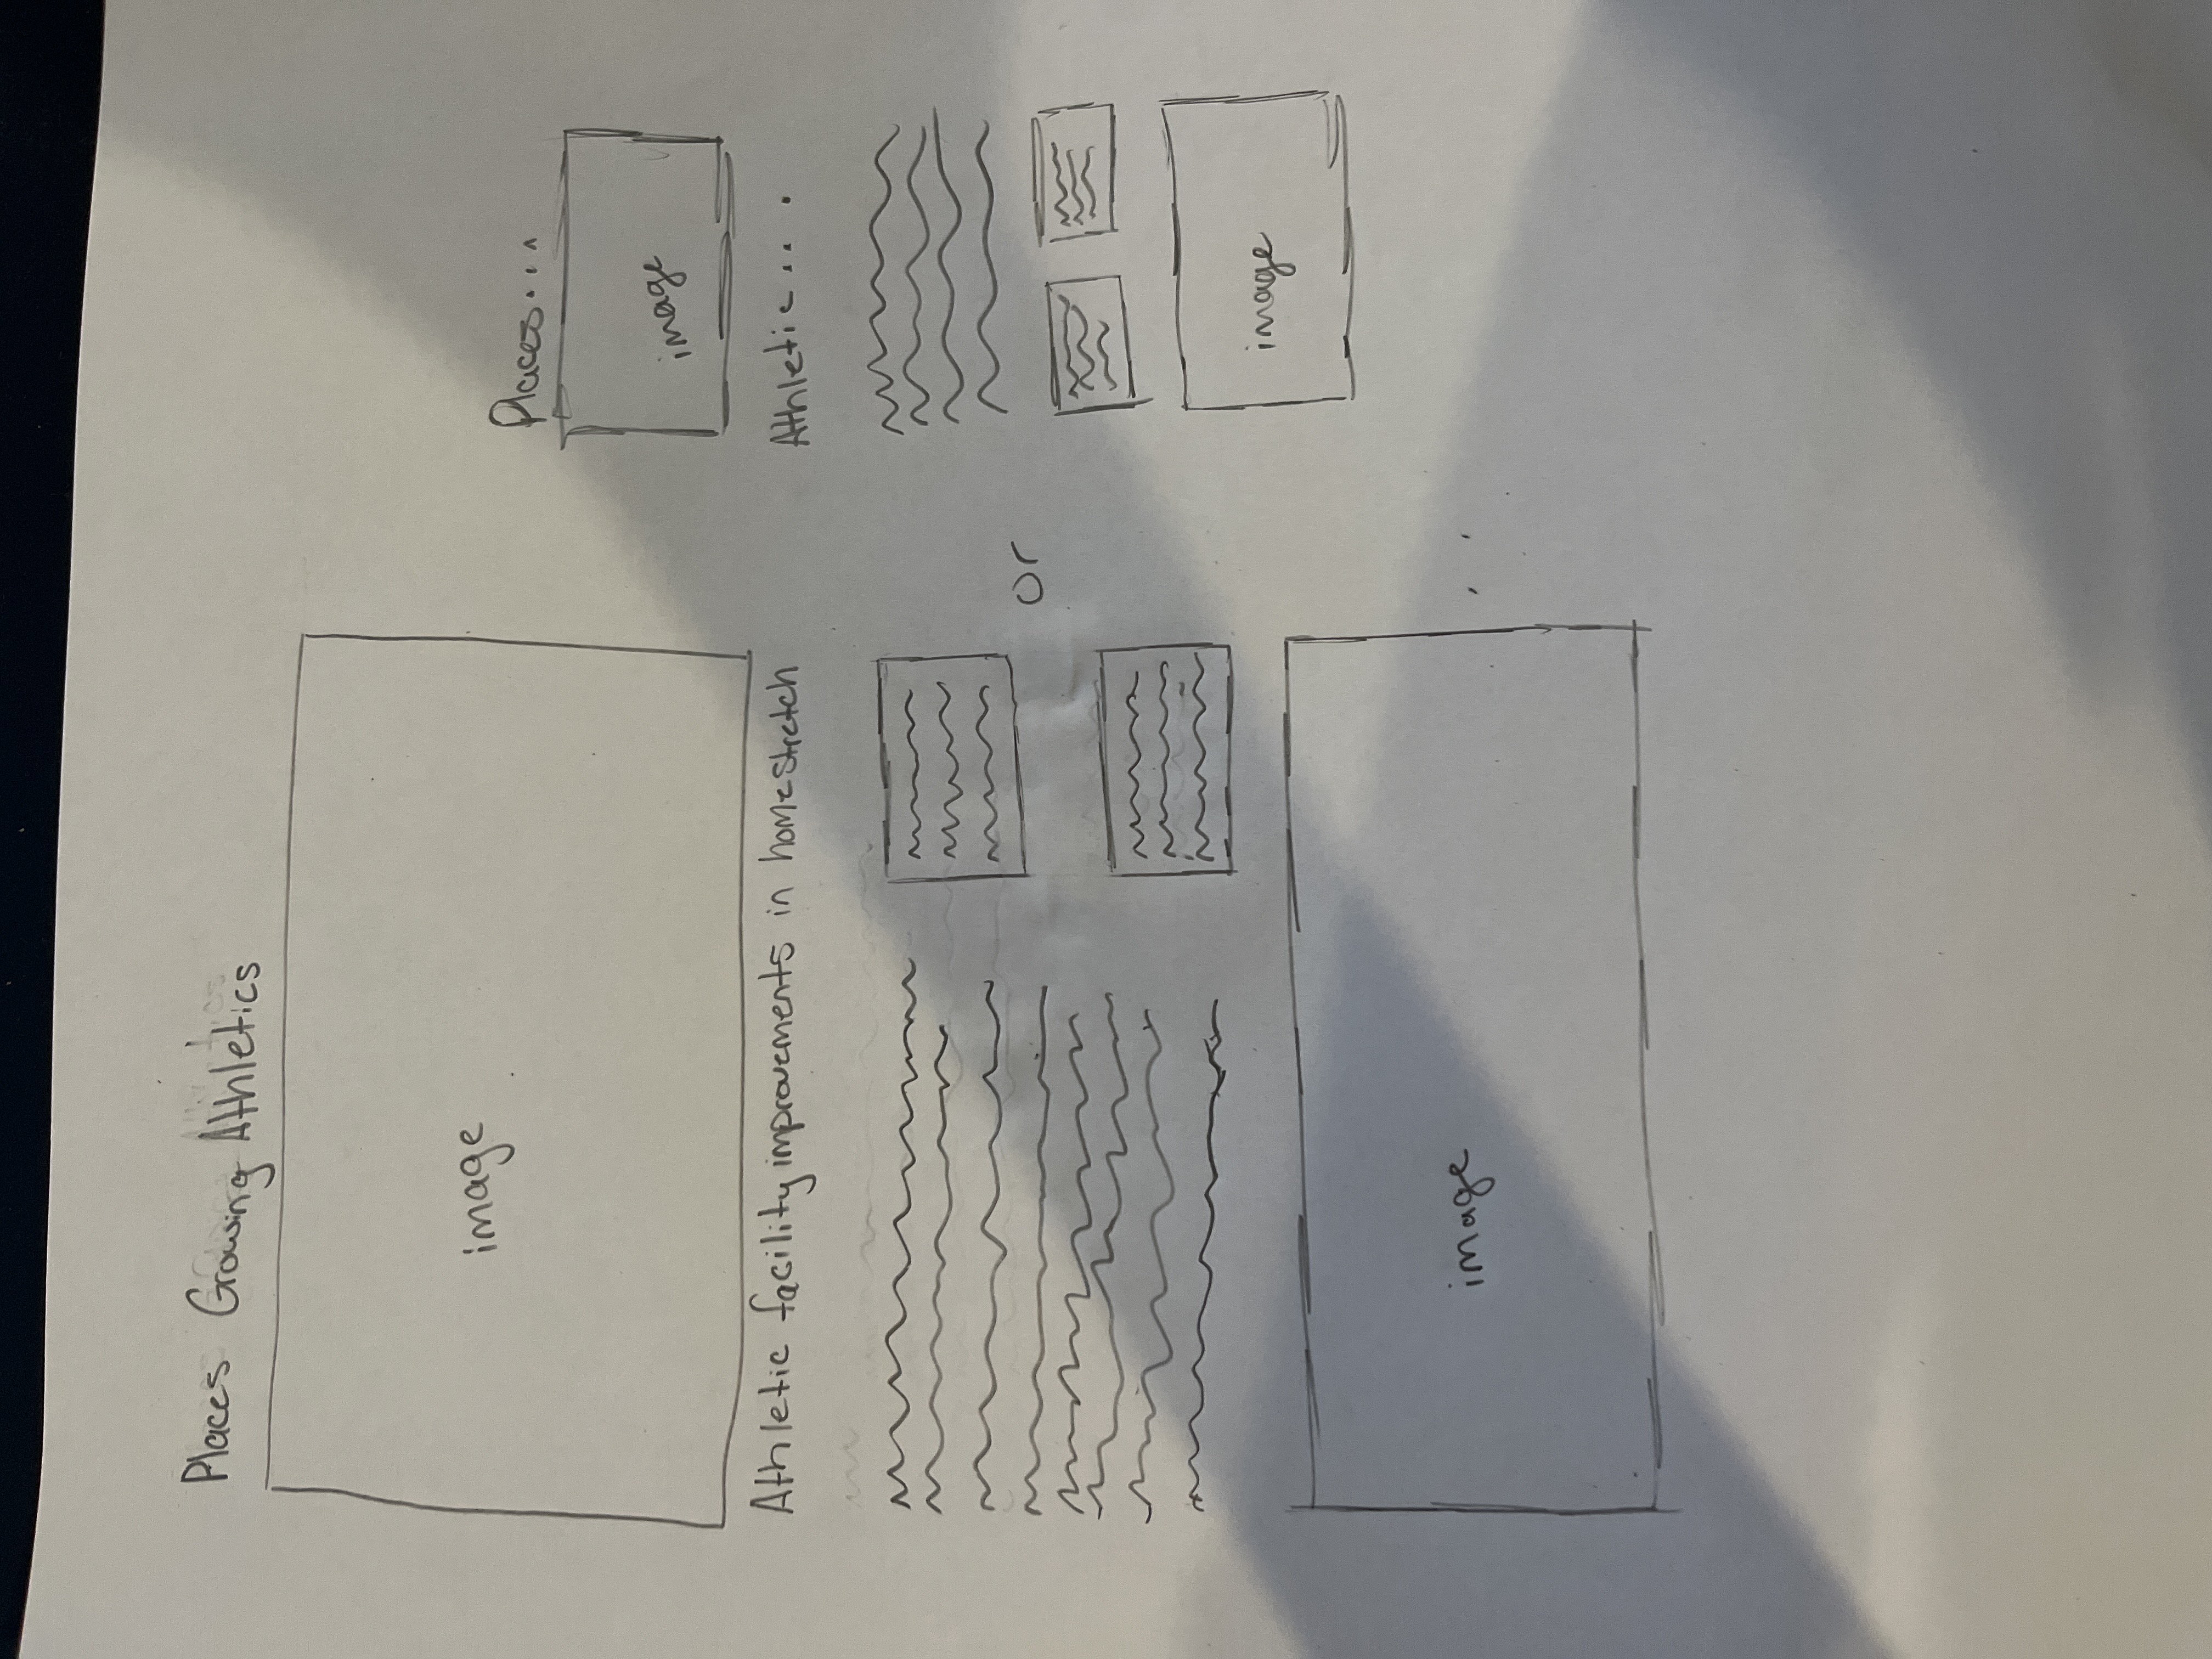 Places Growing Athletics
image
Athletic facility improvements in homestretch
image
or
Places...
image
Athletic...
image